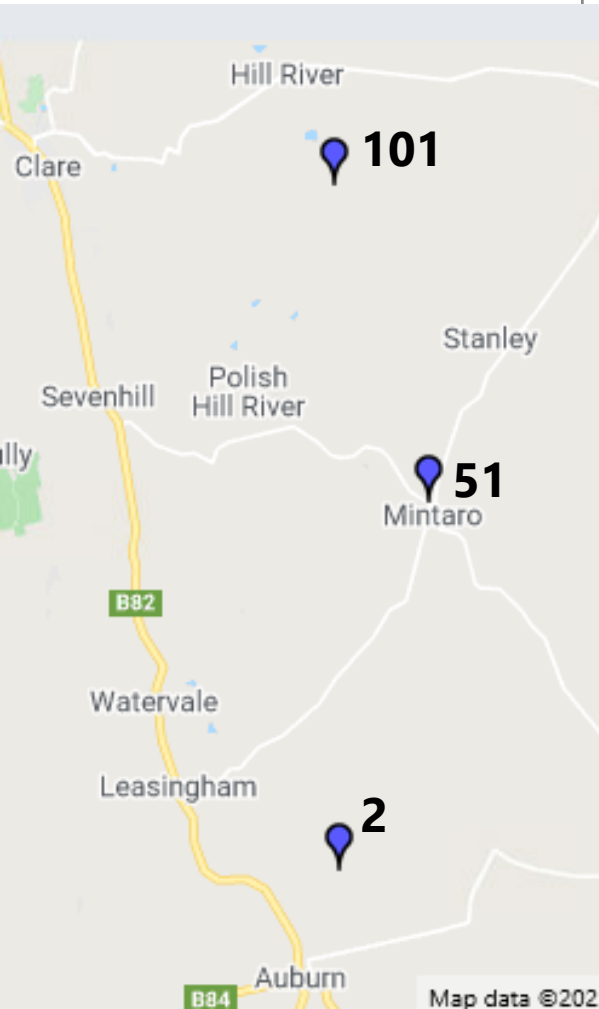 Hill River
101
Clare
Stanley
Polish
Hill River
Sevenhill
lly
51
Mintaro
B82
Watervale
Leasingham
2
Auburn
B84
Map data ©202